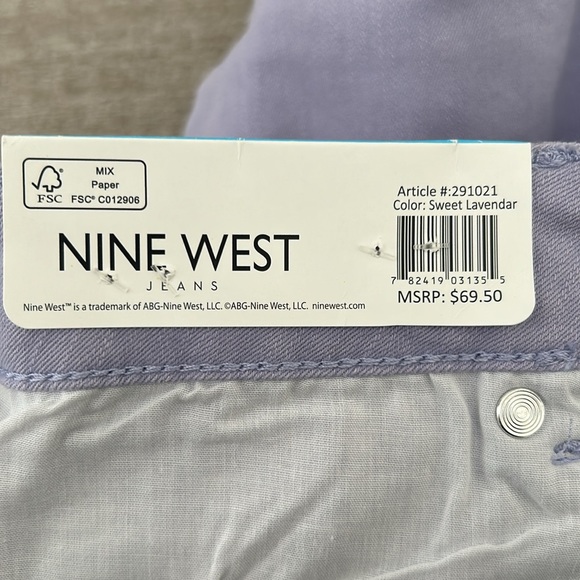 MIX
Paper
FSC
FSC® C012906
Article #:291021
Color: Sweet Lavendar
NINE WEST
JEANS
7 82419 03135 5
MSRP: $69.50
Nine West™ is a trademark of ABG-Nine West, LLC. ©ABG-Nine West, LLC. ninewest.com